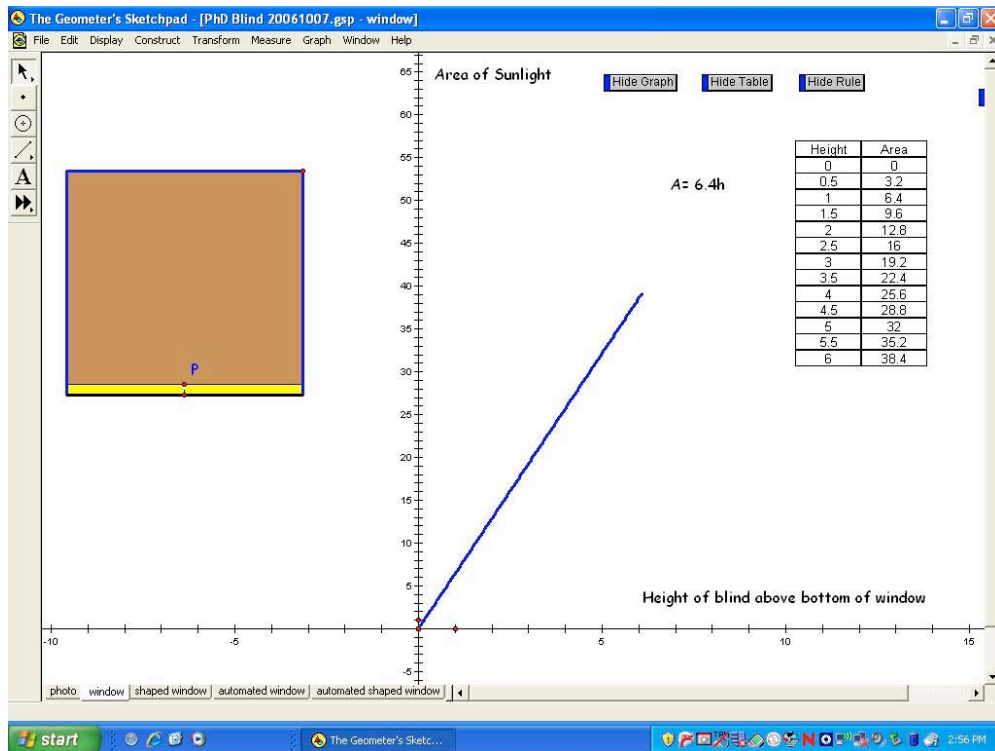 The Geometer's Sketchpad - [PhD Blind 20061007.gsp - window]
File Edit Display Construct Transform Measure Graph Window Help
A
Area of Sunlight
Hide Graph Hide Table Hide Rule
A= 6.4h
P
Height Area
0 0
0.5 3.2
1 6.4
1.5 9.6
2 12.8
2.5 16
3 19.2
3.5 22.4
4 25.6
4.5 28.8
5 32
5.5 35.2
6 38.4
65
60
55
50
45
40
35
30
25
20
15
10
5
Height of blind above bottom of window
-10 -5 5 10 15
-5
photo window shaped window automated window automated shaped window
start
The Geometer's Sketc...
2:56 PM